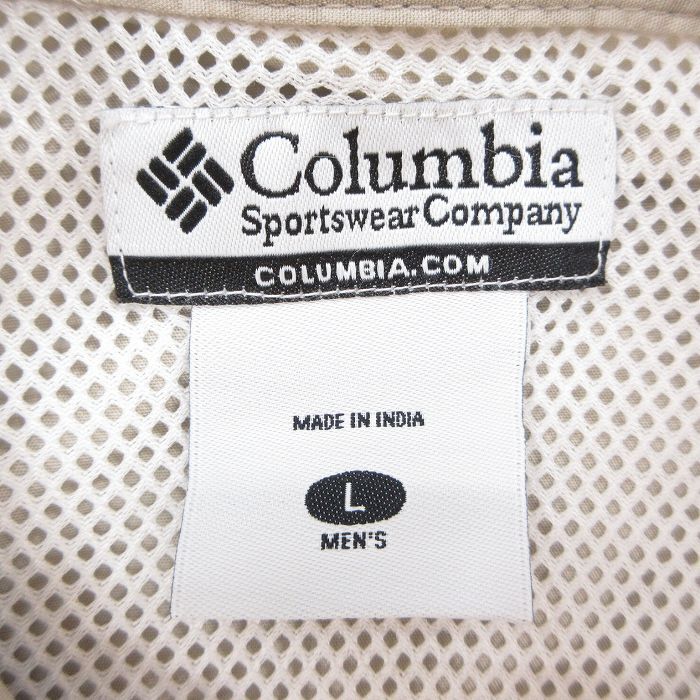 Columbia
Sportswear Company
COLUMBIA.COM
MADE IN INDIA
L
MEN'S